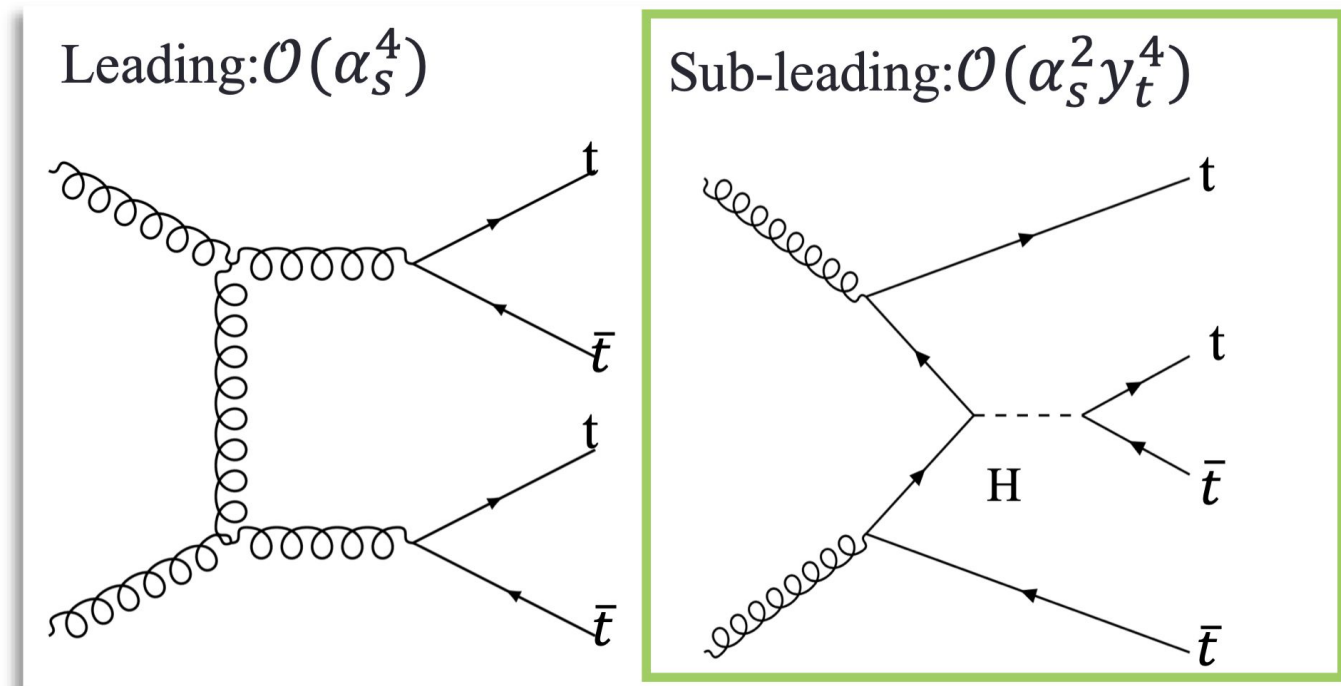 Leading:𝒪(α_s^4)
t
t̄
t
t̄
Sub-leading:𝒪(α_s^2 y_t^4)
t
t
t̄
H
t̄